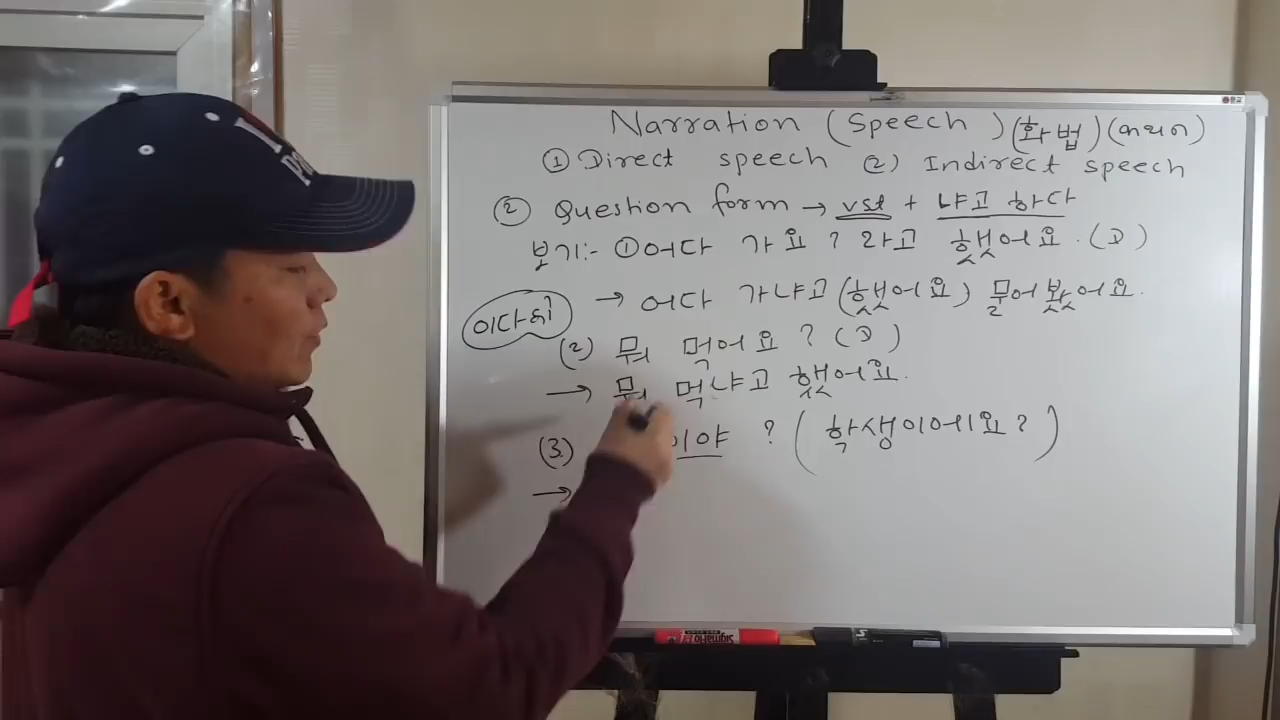 Narration (Speech) (화법) (कथन)
① Direct speech 2) Indirect speech
② Question form → vst + 냐고 하다
보기:- ①어디 가요? 라고 했어요. (D)
→ 어디 가냐고 (했어요) 물어봤어요.
이다에
(2) 뭐 먹어요? (D)
→ 뭐 먹냐고 했어요.
(3. 이야 ? (학생이에요?)
→